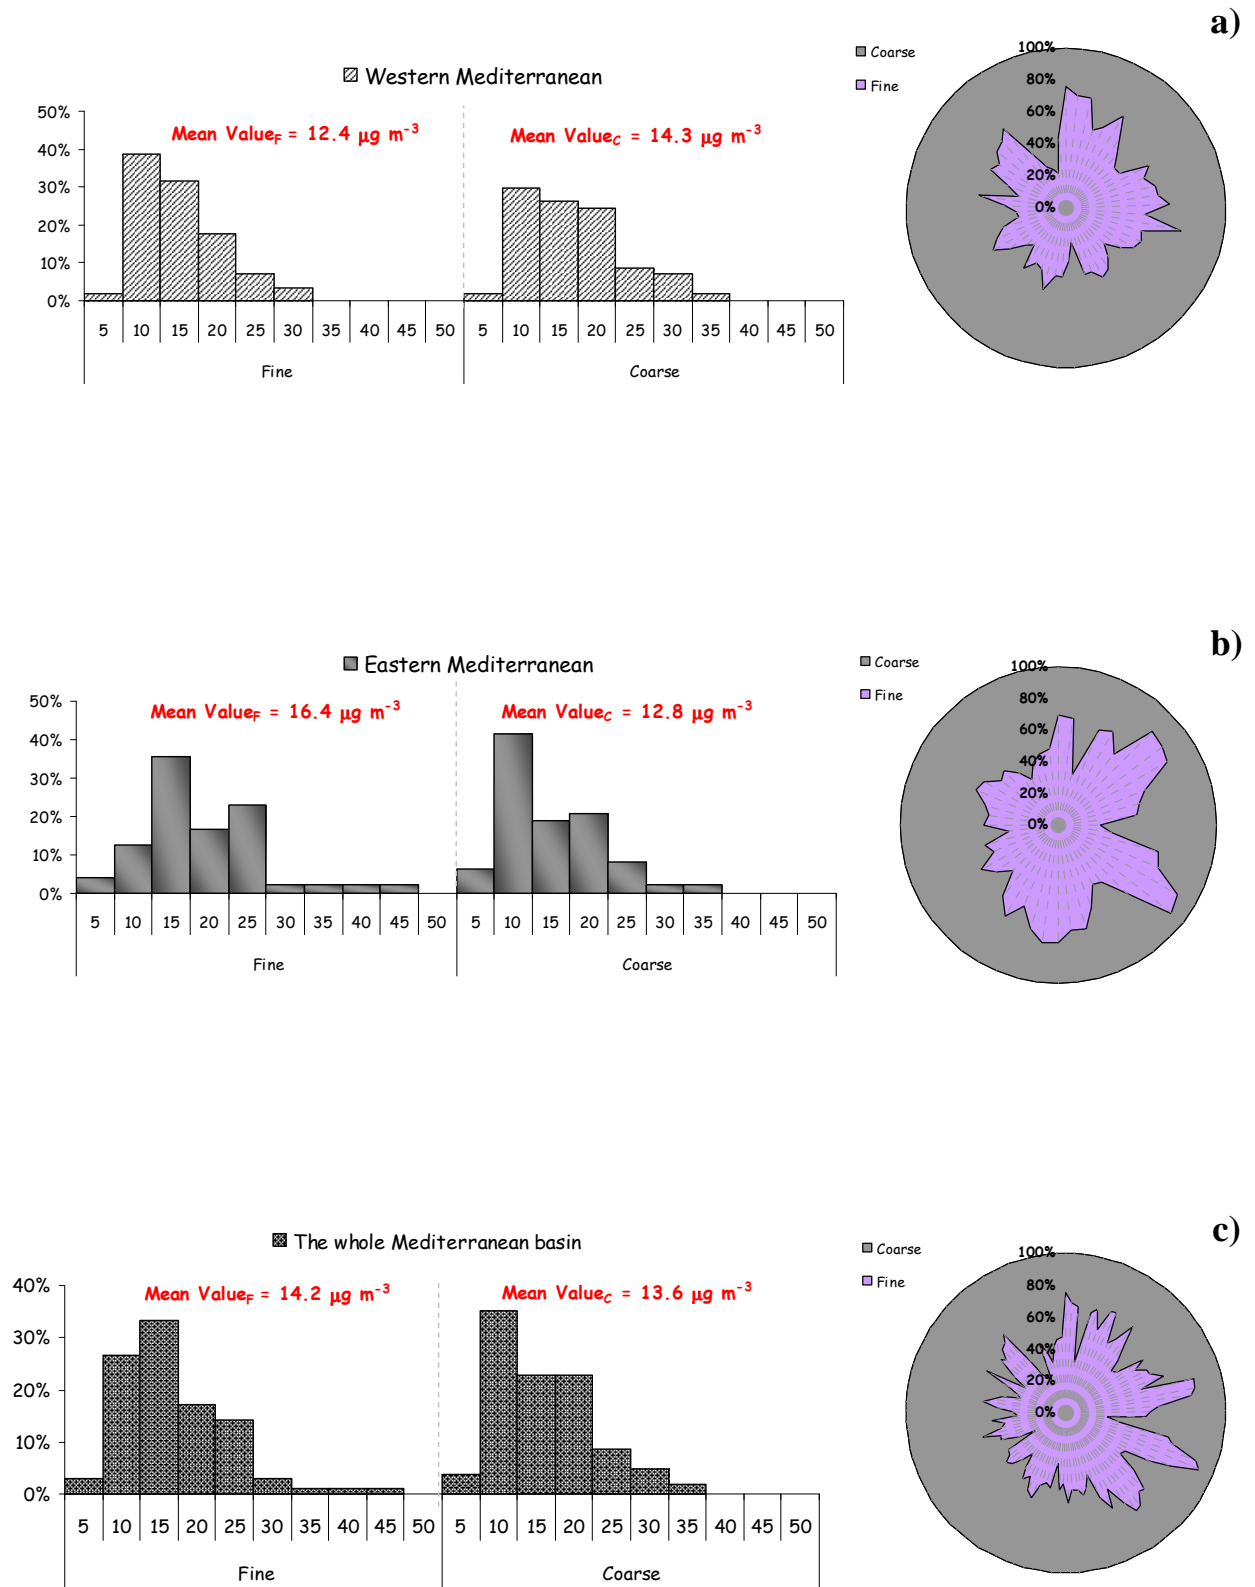 a)
Western Mediterranean
50%
40%
30%
20%
10%
0%
Mean Value_F = 12.4 µg m⁻³
Mean Value_C = 14.3 µg m⁻³
5 10 15 20 25 30 35 40 45 50 5 10 15 20 25 30 35 40 45 50
Fine Coarse
Coarse
Fine
100%
80%
60%
40%
20%
0%
b)
Eastern Mediterranean
50%
40%
30%
20%
10%
0%
Mean Value_F = 16.4 µg m⁻³
Mean Value_C = 12.8 µg m⁻³
5 10 15 20 25 30 35 40 45 50 5 10 15 20 25 30 35 40 45 50
Fine Coarse
Coarse
Fine
100%
80%
60%
40%
20%
0%
c)
The whole Mediterranean basin
40%
30%
20%
10%
0%
Mean Value_F = 14.2 µg m⁻³
Mean Value_C = 13.6 µg m⁻³
5 10 15 20 25 30 35 40 45 50 5 10 15 20 25 30 35 40 45 50
Fine Coarse
Coarse
Fine
100%
80%
60%
40%
20%
0%